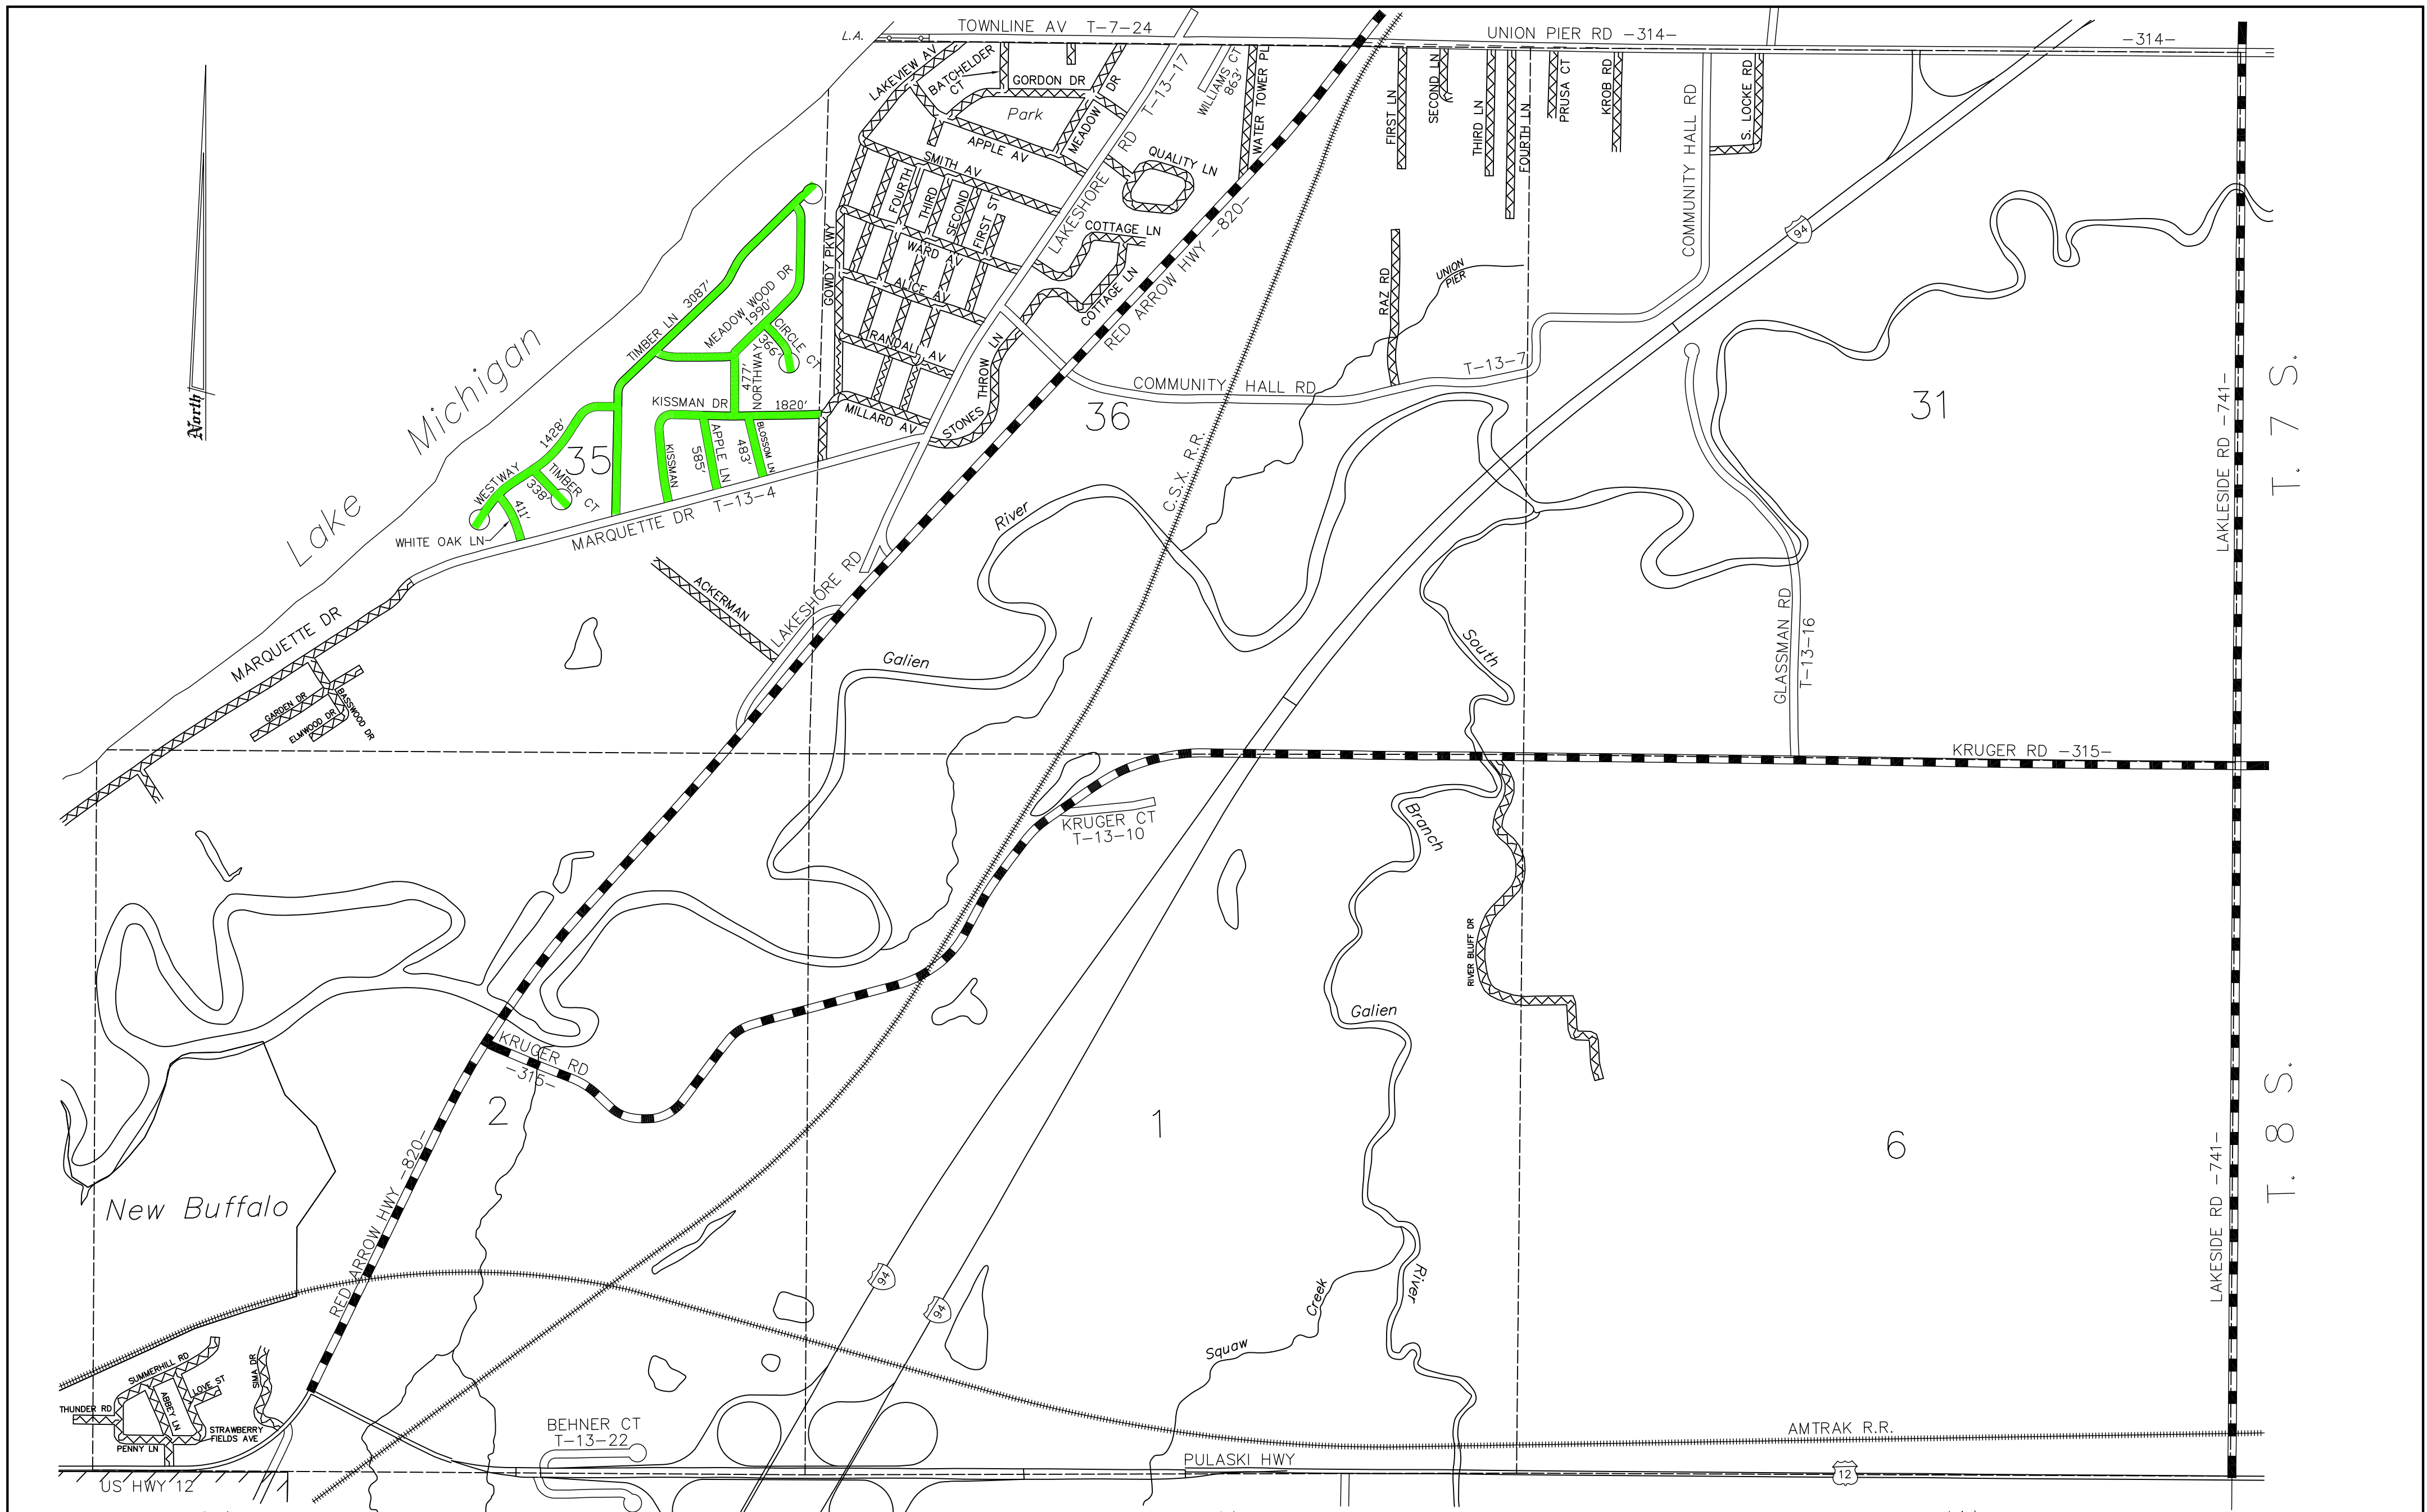 TOWNLINE AV T-7-24
UNION PIER RD -314-
-314-
L.A.
LAKEVIEW AV
BATCHELDER
CT
GORDON DR
Park
MEADOW
DR
APPLE AV
LAKESHORE RD T-13-17
WILLIAMS CT
863'
WATER TOWER PL
FIRST LN
SECOND LN
THIRD LN
FOURTH LN
PRUSA CT
KROB RD
S. LOCKE RD
COMMUNITY HALL RD
SMITH AV
QUALITY LN
FOURTH
THIRD
SECOND
FIRST ST
WARD AV
COTTAGE LN
COTTAGE LN
GOWDY PKWY
ALICE AV
RANDALL AV
MILLARD AV
STONES THROW LN
RED ARROW HWY -820-
RAZ RD
UNION
PIER
94
COMMUNITY HALL RD
T-13-7
36
31
LAKLESIDE RD -741-
T. 7 S.
North
Lake Michigan
TIMBER LN 3087'
MEADOW WOOD DR
1990'
CIRCLE CT
366'
NORTHWAY
477'
KISSMAN DR
1820'
KISSMAN
APPLE LN
585'
BLOSSOM LN
483'
1428'
35
WESTWAY
TIMBER CT
338'
411'
WHITE OAK LN
MARQUETTE DR T-13-4
C.S.X. R.R.
River
ACKERMAN
LAKESHORE RD
MARQUETTE DR
GARDEN DR
ELMWOOD DR
BASSWOOD DR
Galien
South
GLASSMAN RD
T-13-16
KRUGER RD -315-
KRUGER CT
T-13-10
Branch
RIVER BLUFF DR
Galien
KRUGER RD
-315-
2
1
6
T. 8 S.
LAKESIDE RD -741-
New Buffalo
RED ARROW HWY -820-
94
94
River
Creek
Squaw
SUMMERHILL RD
LOVE ST
SIMA DR
ABBEY LN
THUNDER RD
STRAWBERRY
FIELDS AVE
PENNY LN
BEHNER CT
T-13-22
AMTRAK R.R.
PULASKI HWY
12
US HWY 12